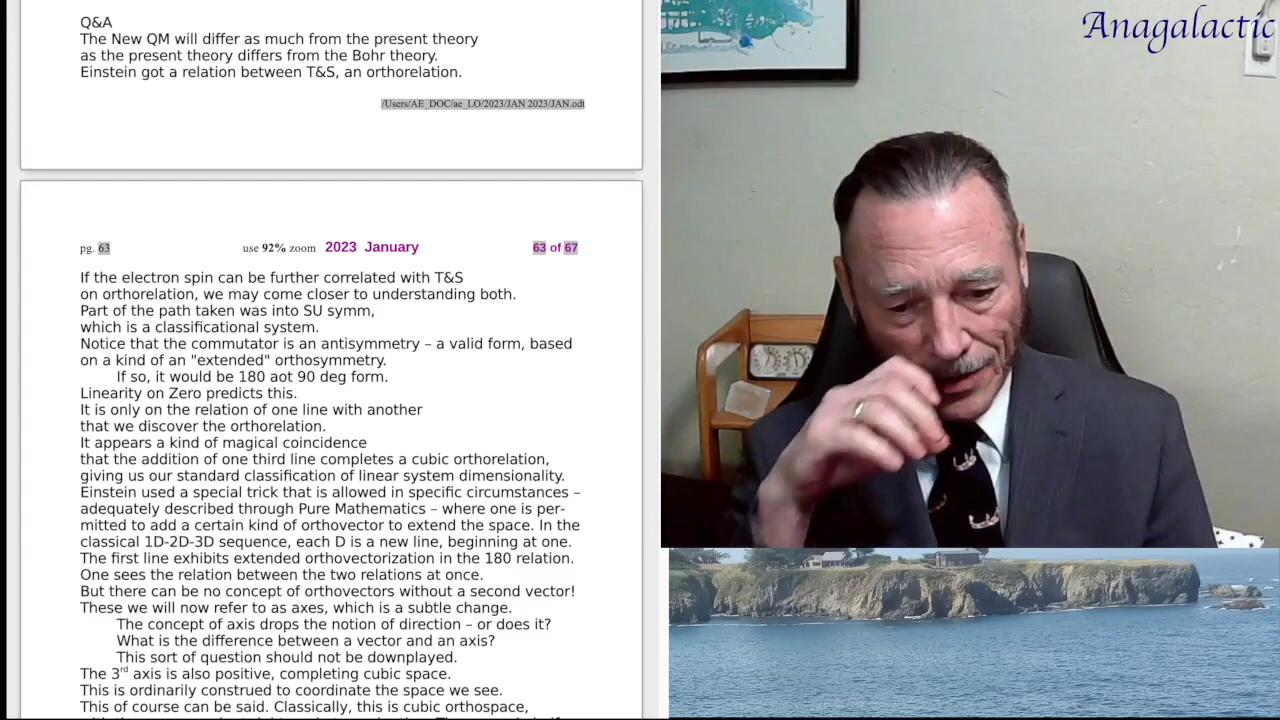 Q&A
The New QM will differ as much from the present theory
as the present theory differs from the Bohr theory.
Einstein got a relation between T&S, an orthorelation.
/Users/AE_DOC/ae_LO/2023/JAN 2023/JAN.odt
pg. 63 use 92% zoom 2023 January 63 of 67
If the electron spin can be further correlated with T&S
on orthorelation, we may come closer to understanding both.
Part of the path taken was into SU symm,
which is a classificational system.
Notice that the commutator is an antisymmetry – a valid form, based
on a kind of an "extended" orthosymmetry.
If so, it would be 180 aot 90 deg form.
Linearity on Zero predicts this.
It is only on the relation of one line with another
that we discover the orthorelation.
It appears a kind of magical coincidence
that the addition of one third line completes a cubic orthorelation,
giving us our standard classification of linear system dimensionality.
Einstein used a special trick that is allowed in specific circumstances –
adequately described through Pure Mathematics – where one is per-
mitted to add a certain kind of orthovector to extend the space. In the
classical 1D-2D-3D sequence, each D is a new line, beginning at one.
The first line exhibits extended orthovectorization in the 180 relation.
One sees the relation between the two relations at once.
But there can be no concept of orthovectors without a second vector!
These we will now refer to as axes, which is a subtle change.
The concept of axis drops the notion of direction – or does it?
What is the difference between a vector and an axis?
This sort of question should not be downplayed.
The 3rd axis is also positive, completing cubic space.
This is ordinarily construed to coordinate the space we see.
This of course can be said. Classically, this is cubic orthospace,
Anagalactic